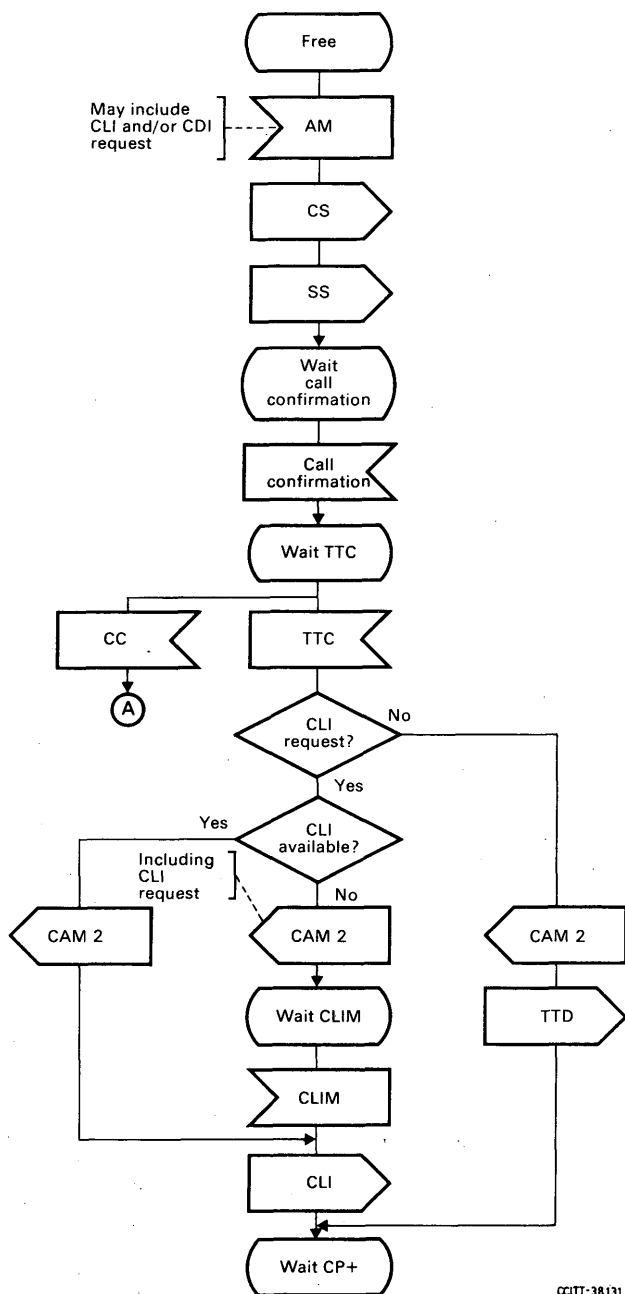 Free
May include
CLI and/or CDI
request
AM
CS
SS
Wait
call
confirmation
Call
confirmation
Wait TTC
CC
TTC
A
CLI
request?
No
Yes
Yes
CLI
available?
Including
CLI
request
No
CAM 2
CAM 2
CAM 2
Wait CLIM
TTD
CLIM
CLI
Wait CP+
CCITT-38131